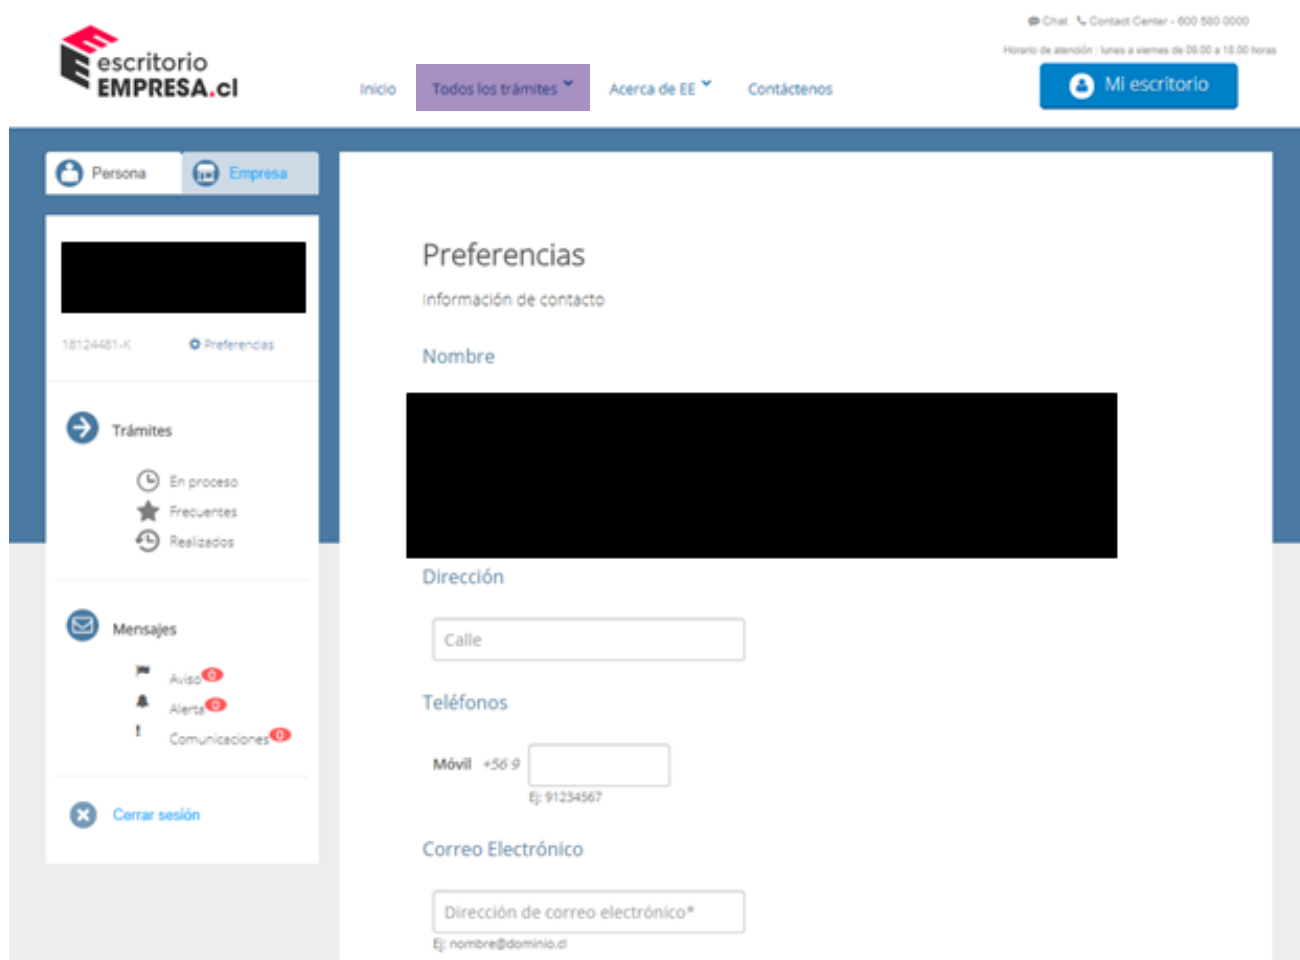 Chat Contact Center - 600 580 0000
Horario de atención : lunes a viernes de 09.00 a 18.00 horas
escritorio
EMPRESA.cl
Inicio Todos los trámites Acerca de EE Contáctenos
Mi escritorio
Persona Empresa
18124481-K Preferencias
Trámites
En proceso
Frecuentes
Realizados
Mensajes
Aviso 0
Alerta 0
Comunicaciones 0
Cerrar sesión
Preferencias
Información de contacto
Nombre
Dirección
Calle
Teléfonos
Móvil +56 9
Ej: 91234567
Correo Electrónico
Dirección de correo electrónico*
Ej: nombre@dominio.cl